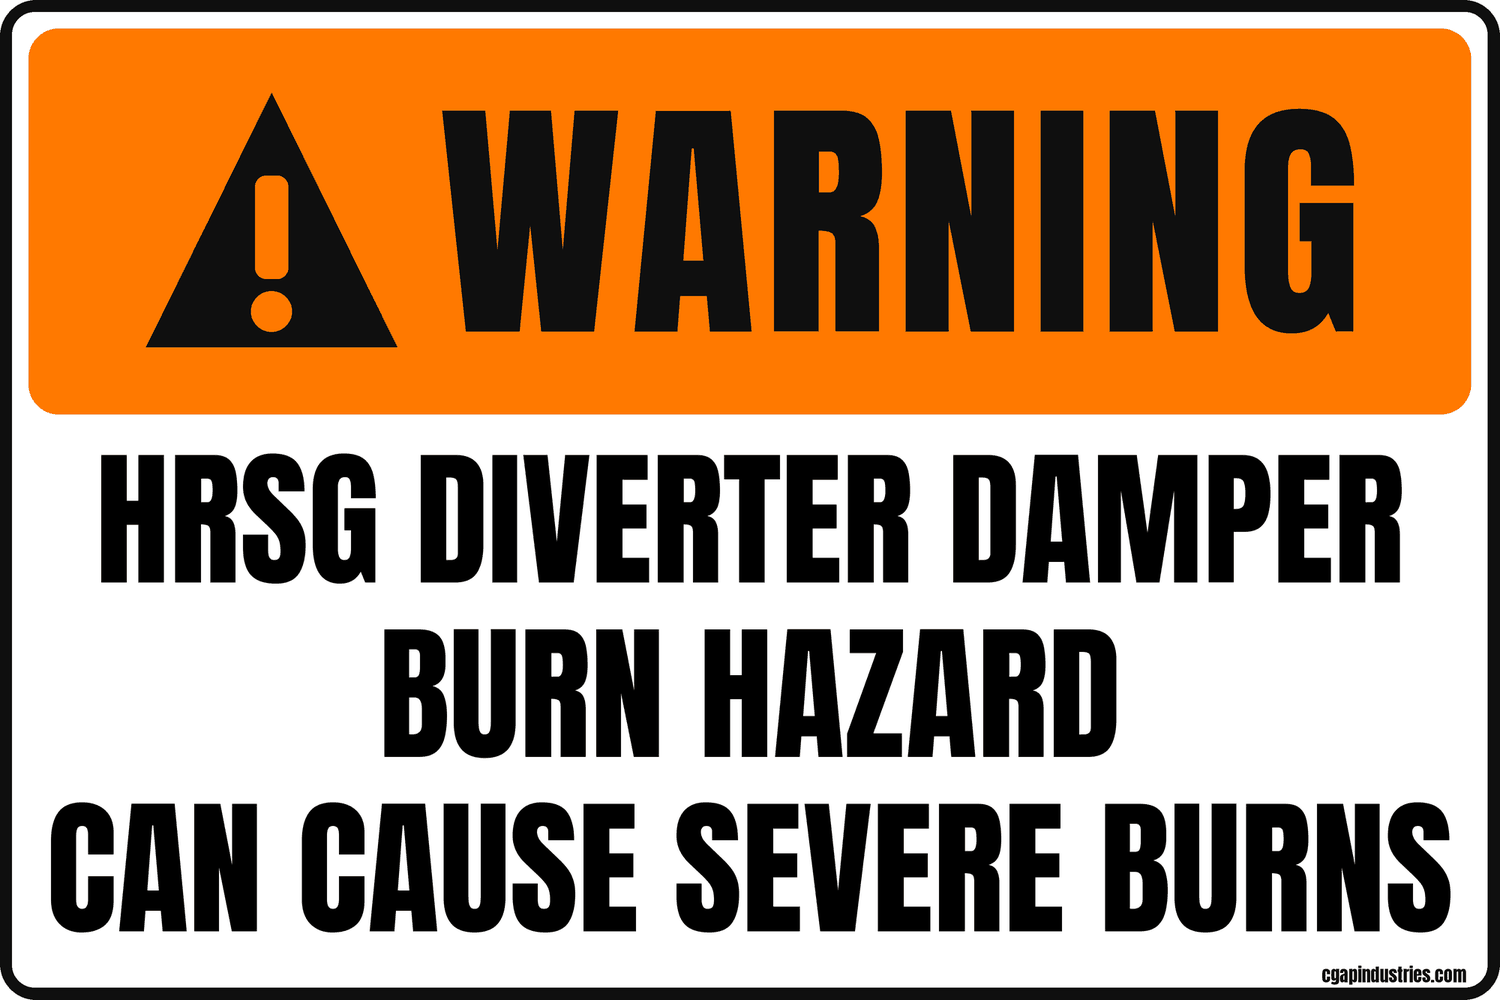 WARNING
HRSG DIVERTER DAMPER
BURN HAZARD
CAN CAUSE SEVERE BURNS
cgapindustries.com